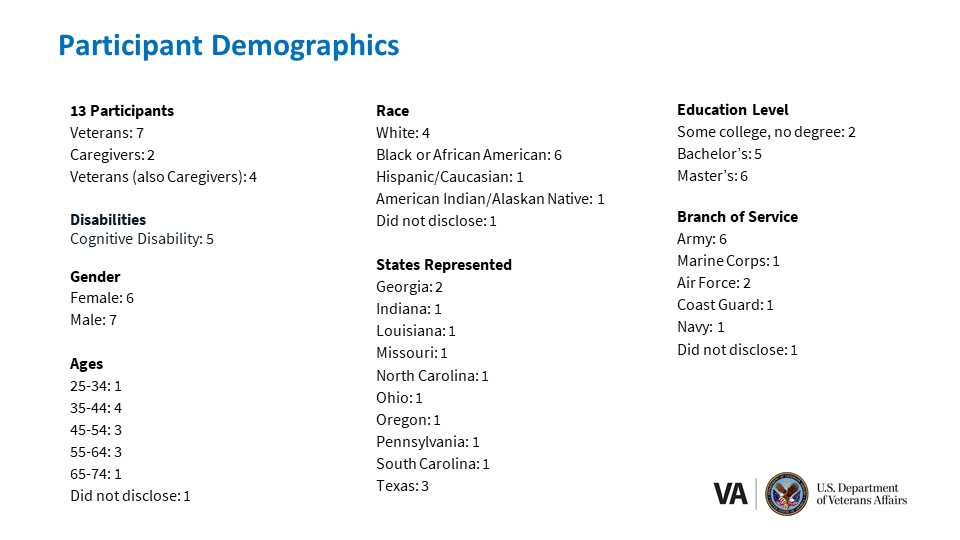 Participant Demographics
13 Participants
Veterans: 7
Caregivers: 2
Veterans (also Caregivers): 4
Disabilities
Cognitive Disability: 5
Gender
Female: 6
Male: 7
Ages
25-34: 1
35-44: 4
45-54: 3
55-64: 3
65-74: 1
Did not disclose: 1
Race
White: 4
Black or African American: 6
Hispanic/Caucasian: 1
American Indian/Alaskan Native: 1
Did not disclose: 1
States Represented
Georgia: 2
Indiana: 1
Louisiana: 1
Missouri: 1
North Carolina: 1
Ohio: 1
Oregon: 1
Pennsylvania: 1
South Carolina: 1
Texas: 3
Education Level
Some college, no degree: 2
Bachelor’s: 5
Master’s: 6
Branch of Service
Army: 6
Marine Corps: 1
Air Force: 2
Coast Guard: 1
Navy: 1
Did not disclose: 1
VA
U.S. Department
of Veterans Affairs